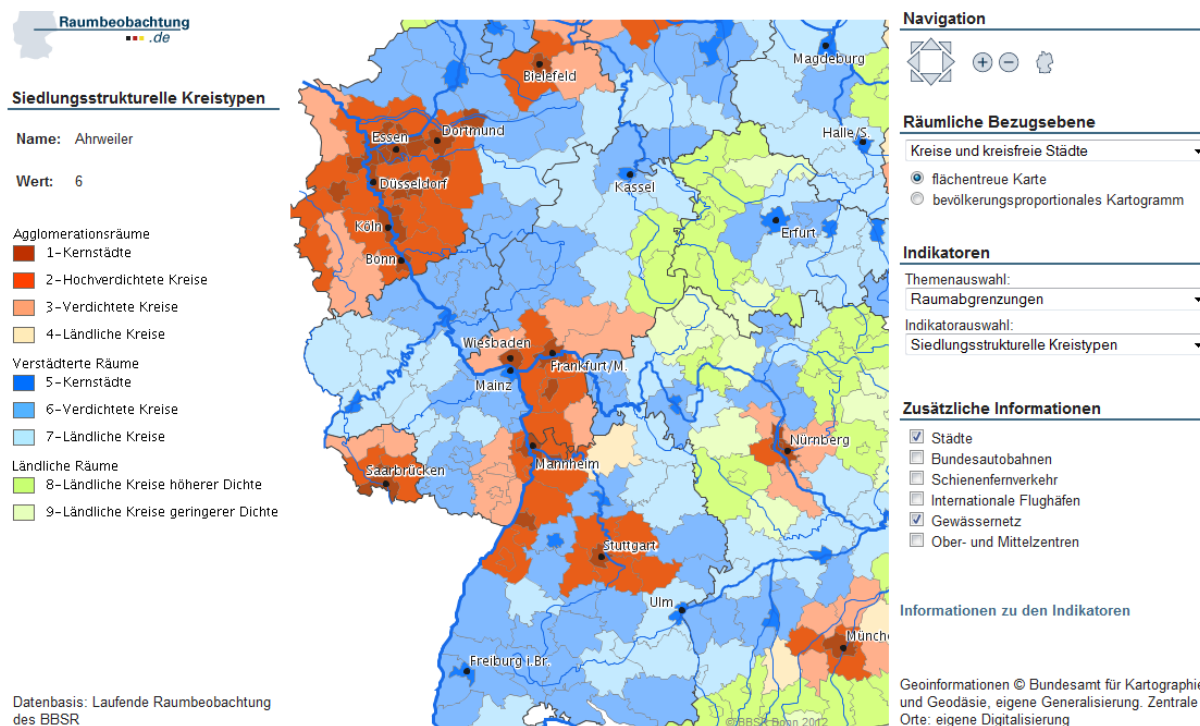 Raumbeobachtung
.de
Siedlungsstrukturelle Kreistypen
Name: Ahrweiler
Wert: 6
Agglomerationsräume
1-Kernstädte
2-Hochverdichtete Kreise
3-Verdichtete Kreise
4-Ländliche Kreise
Verstädterte Räume
5-Kernstädte
6-Verdichtete Kreise
7-Ländliche Kreise
Ländliche Räume
8-Ländliche Kreise höherer Dichte
9-Ländliche Kreise geringerer Dichte
Datenbasis: Laufende Raumbeobachtung
des BBSR
Bielefeld
Magdeburg
Essen
Dortmund
Halle/S.
Düsseldorf
Kassel
Köln
Erfurt
Bonn
Wiesbaden
Frankfurt/M.
Mainz
Nürnberg
Saarbrücken
Mannheim
Stuttgart
Ulm
Münche
Freiburg i.Br.
©BBSR Bonn 2012
Navigation
Räumliche Bezugsebene
Kreise und kreisfreie Städte
flächentreue Karte
bevölkerungsproportionales Kartogramm
Indikatoren
Themenauswahl:
Raumabgrenzungen
Indikatorauswahl:
Siedlungsstrukturelle Kreistypen
Zusätzliche Informationen
Städte
Bundesautobahnen
Schienenfernverkehr
Internationale Flughäfen
Gewässernetz
Ober- und Mittelzentren
Informationen zu den Indikatoren
Geoinformationen © Bundesamt für Kartographie
und Geodäsie, eigene Generalisierung. Zentrale
Orte: eigene Digitalisierung